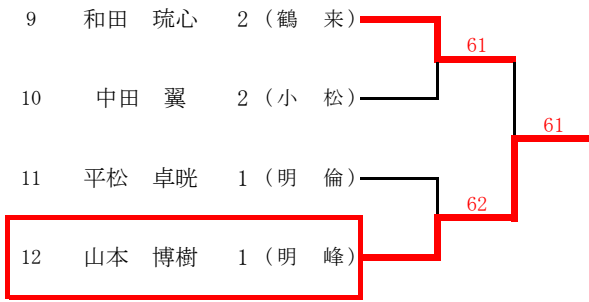 9 和田 琉心 2 (鶴 来)
61
10 中田 翼 2 (小 松)
61
11 平松 卓晄 1 (明 倫)
62
12 山本 博樹 1 (明 峰)